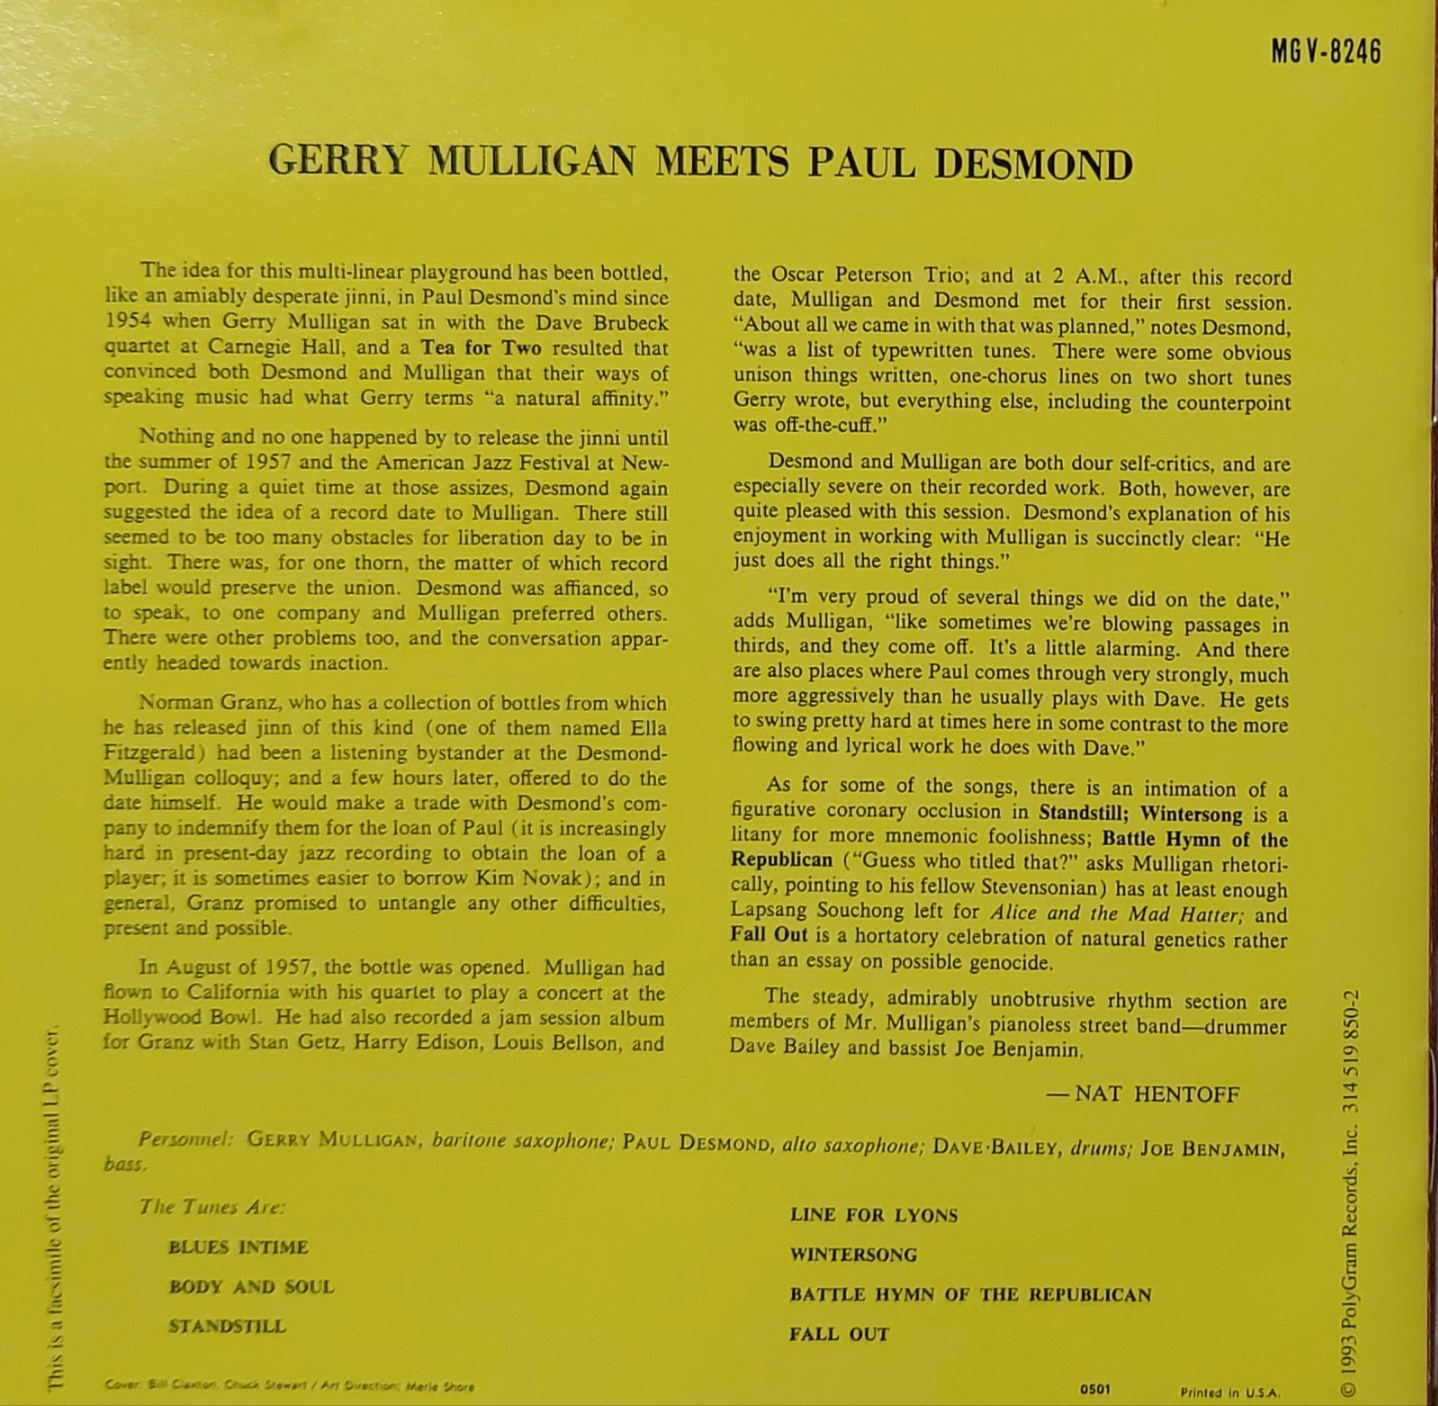 MG V-8246
GERRY MULLIGAN MEETS PAUL DESMOND
The idea for this multi-linear playground has been bottled,
like an amiably desperate jinni, in Paul Desmond's mind since
1954 when Gerry Mulligan sat in with the Dave Brubeck
quartet at Carnegie Hall, and a Tea for Two resulted that
convinced both Desmond and Mulligan that their ways of
speaking music had what Gerry terms “a natural affinity.”
Nothing and no one happened by to release the jinni until
the summer of 1957 and the American Jazz Festival at New-
port. During a quiet time at those assizes, Desmond again
suggested the idea of a record date to Mulligan. There still
seemed to be too many obstacles for liberation day to be in
sight. There was, for one thorn, the matter of which record
label would preserve the union. Desmond was affianced, so
to speak, to one company and Mulligan preferred others.
There were other problems too, and the conversation appar-
ently headed towards inaction.
Norman Granz, who has a collection of bottles from which
he has released jinn of this kind (one of them named Ella
Fitzgerald) had been a listening bystander at the Desmond-
Mulligan colloquy; and a few hours later, offered to do the
date himself. He would make a trade with Desmond's com-
pany to indemnify them for the loan of Paul (it is increasingly
hard in present-day jazz recording to obtain the loan of a
player; it is sometimes easier to borrow Kim Novak); and in
general, Granz promised to untangle any other difficulties,
present and possible.
In August of 1957, the bottle was opened. Mulligan had
flown to California with his quartet to play a concert at the
Hollywood Bowl. He had also recorded a jam session album
for Granz with Stan Getz, Harry Edison, Louis Bellson, and
the Oscar Peterson Trio; and at 2 A.M., after this record
date, Mulligan and Desmond met for their first session.
“About all we came in with that was planned,” notes Desmond,
“was a list of typewritten tunes. There were some obvious
unison things written, one-chorus lines on two short tunes
Gerry wrote, but everything else, including the counterpoint
was off-the-cuff.”
Desmond and Mulligan are both dour self-critics, and are
especially severe on their recorded work. Both, however, are
quite pleased with this session. Desmond's explanation of his
enjoyment in working with Mulligan is succinctly clear: “He
just does all the right things.”
“I'm very proud of several things we did on the date,”
adds Mulligan, “like sometimes we're blowing passages in
thirds, and they come off. It's a little alarming. And there
are also places where Paul comes through very strongly, much
more aggressively than he usually plays with Dave. He gets
to swing pretty hard at times here in some contrast to the more
flowing and lyrical work he does with Dave.”
As for some of the songs, there is an intimation of a
figurative coronary occlusion in Standstill; Wintersong is a
litany for more mnemonic foolishness; Battle Hymn of the
Republican (“Guess who titled that?” asks Mulligan rhetori-
cally, pointing to his fellow Stevensonian) has at least enough
Lapsang Souchong left for Alice and the Mad Hatter; and
Fall Out is a hortatory celebration of natural genetics rather
than an essay on possible genocide.
The steady, admirably unobtrusive rhythm section are
members of Mr. Mulligan's pianoless street band—drummer
Dave Bailey and bassist Joe Benjamin.
— NAT HENTOFF
Personnel: GERRY MULLIGAN, baritone saxophone; PAUL DESMOND, alto saxophone; DAVE BAILEY, drums; JOE BENJAMIN,
bass.
The Tunes Are:
BLUES INTIME
BODY AND SOUL
STANDSTILL
LINE FOR LYONS
WINTERSONG
BATTLE HYMN OF THE REPUBLICAN
FALL OUT
Cover: Bill Claxton, Chuck Stewart / Art Direction: Merle Shore
0501
Printed in U.S.A.
This is a facsimile of the original LP cover.
© 1993 PolyGram Records, Inc. 314 519 850-2